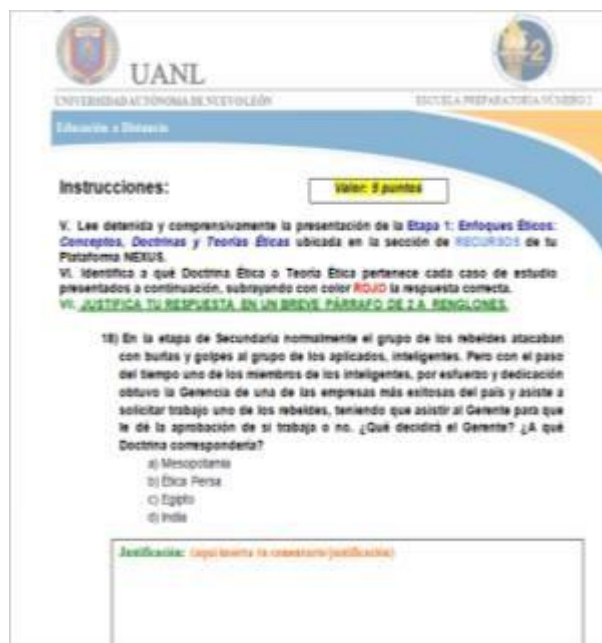 UANL
UNIVERSIDAD AUTÓNOMA DE NUEVO LEÓN
ESCUELA PREPARATORIA NÚMERO 2
Educación a Distancia
Instrucciones:
Valor: 5 puntos
V. Lee detenida y comprensivamente la presentación de la Etapa 1: Enfoques Éticos:
Conceptos, Doctrinas y Teorías Éticas ubicada en la sección de RECURSOS de tu
Plataforma NEXUS.
VI. Identifica a qué Doctrina Ética o Teoría Ética pertenece cada caso de estudio
presentados a continuación, subrayando con color ROJO la respuesta correcta.
VII. JUSTIFICA TU RESPUESTA EN UN BREVE PÁRRAFO DE 2 A RENGLONES.
18) En la etapa de Secundaria normalmente el grupo de los rebeldes atacaban
con burlas y golpes al grupo de los aplicados, inteligentes. Pero con el paso
del tiempo uno de los miembros de los inteligentes, por esfuerzo y dedicación
obtuvo la Gerencia de una de las empresas más exitosas del país y asiste a
solicitar trabajo uno de los rebeldes, teniendo que asistir al Gerente para que
le dé la aprobación de si trabaja o no. ¿Qué decidirá el Gerente? ¿A qué
Doctrina correspondería?
a) Mesopotamia
b) Ética Persa
c) Egipto
d) India
Justificación: (aquí inserta tu comentario/justificación)